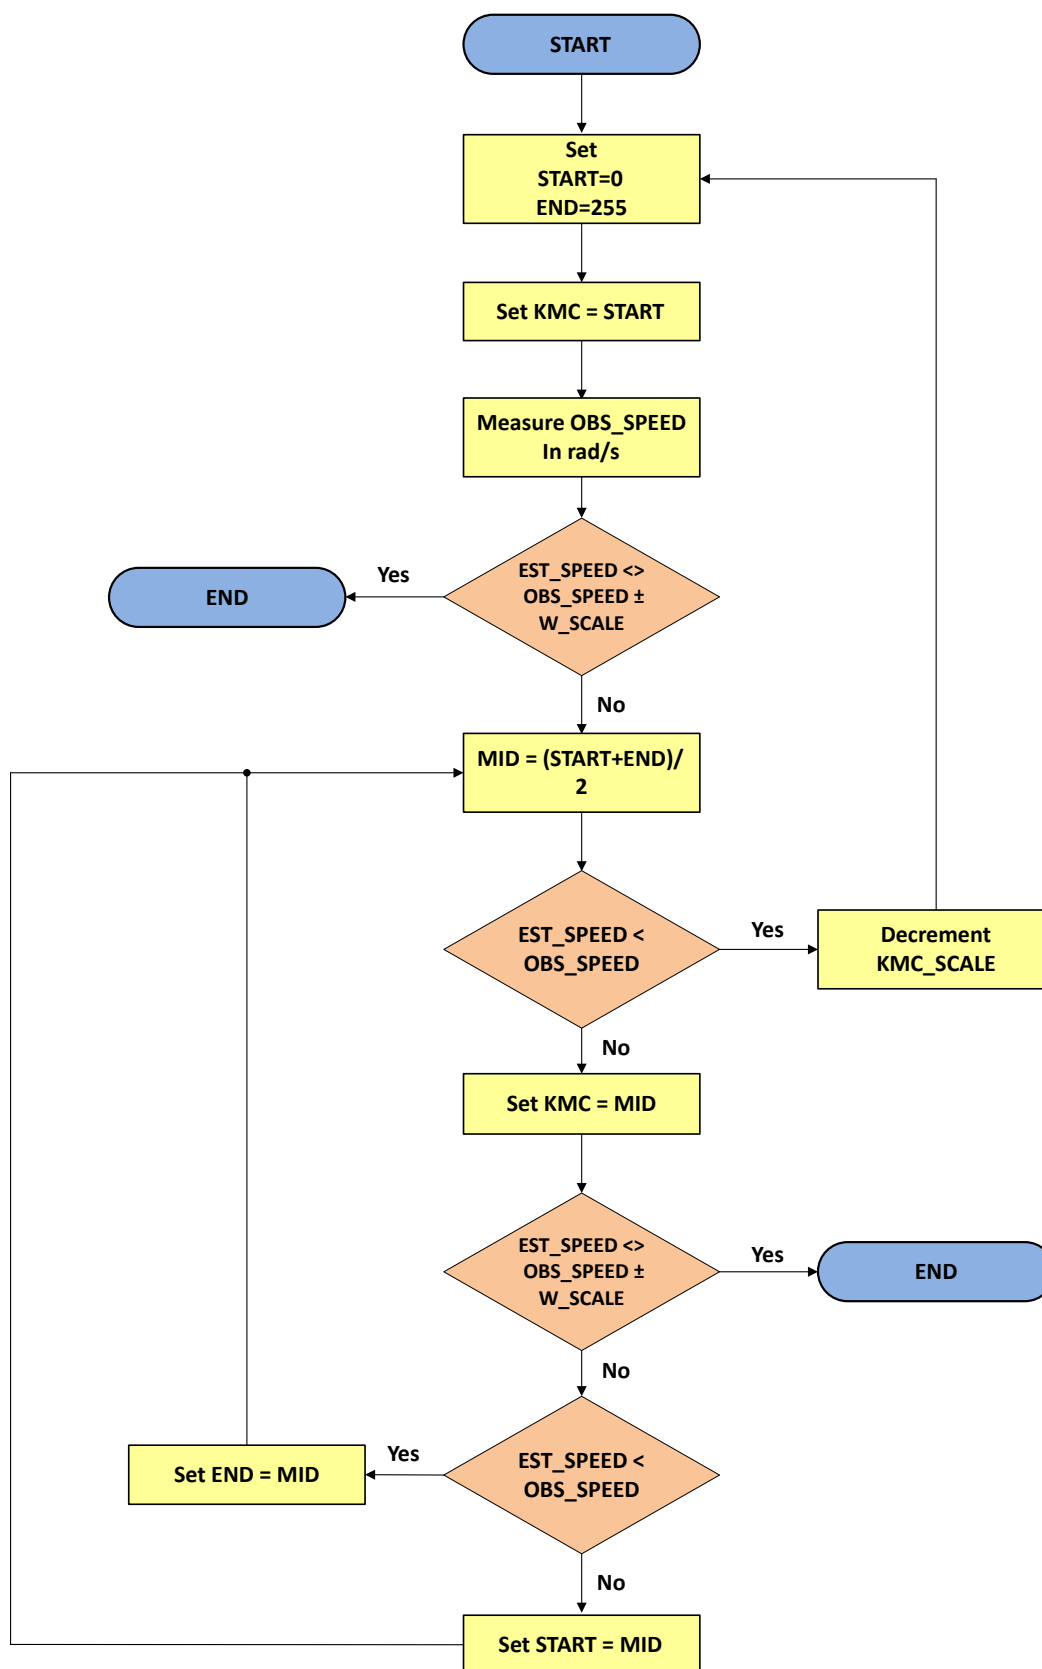 START
Set
START=0
END=255
Set KMC = START
Measure OBS_SPEED
In rad/s
EST_SPEED <>
OBS_SPEED ±
W_SCALE
Yes
END
No
MID = (START+END)/
2
EST_SPEED <
OBS_SPEED
Yes
Decrement
KMC_SCALE
No
Set KMC = MID
EST_SPEED <>
OBS_SPEED ±
W_SCALE
Yes
END
No
EST_SPEED <
OBS_SPEED
Yes
Set END = MID
No
Set START = MID